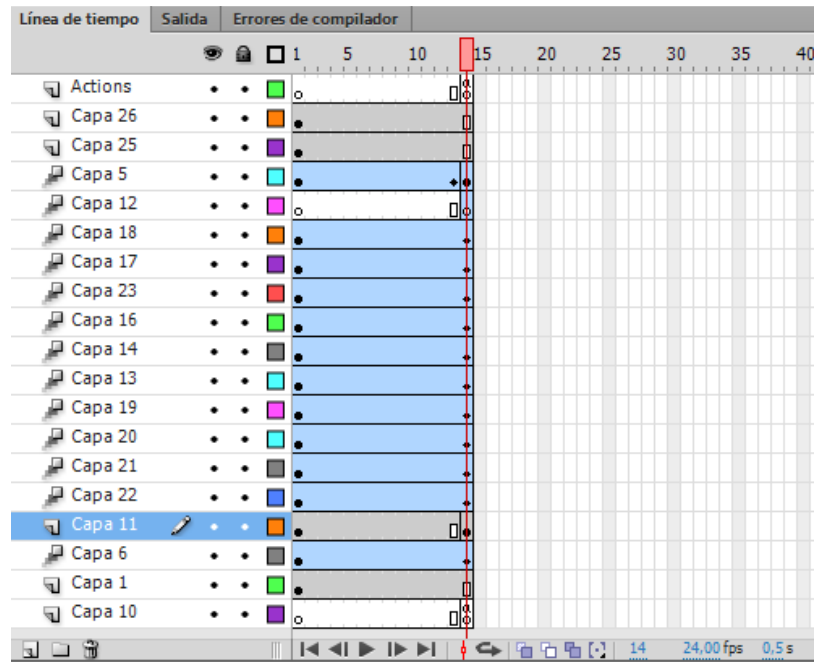 Línea de tiempo Salida Errores de compilador
1 5 10 15 20 25 30 35 40
Actions
Capa 26
Capa 25
Capa 5
Capa 12
Capa 18
Capa 17
Capa 23
Capa 16
Capa 14
Capa 13
Capa 19
Capa 20
Capa 21
Capa 22
Capa 11
Capa 6
Capa 1
Capa 10
14 24,00 fps 0,5 s